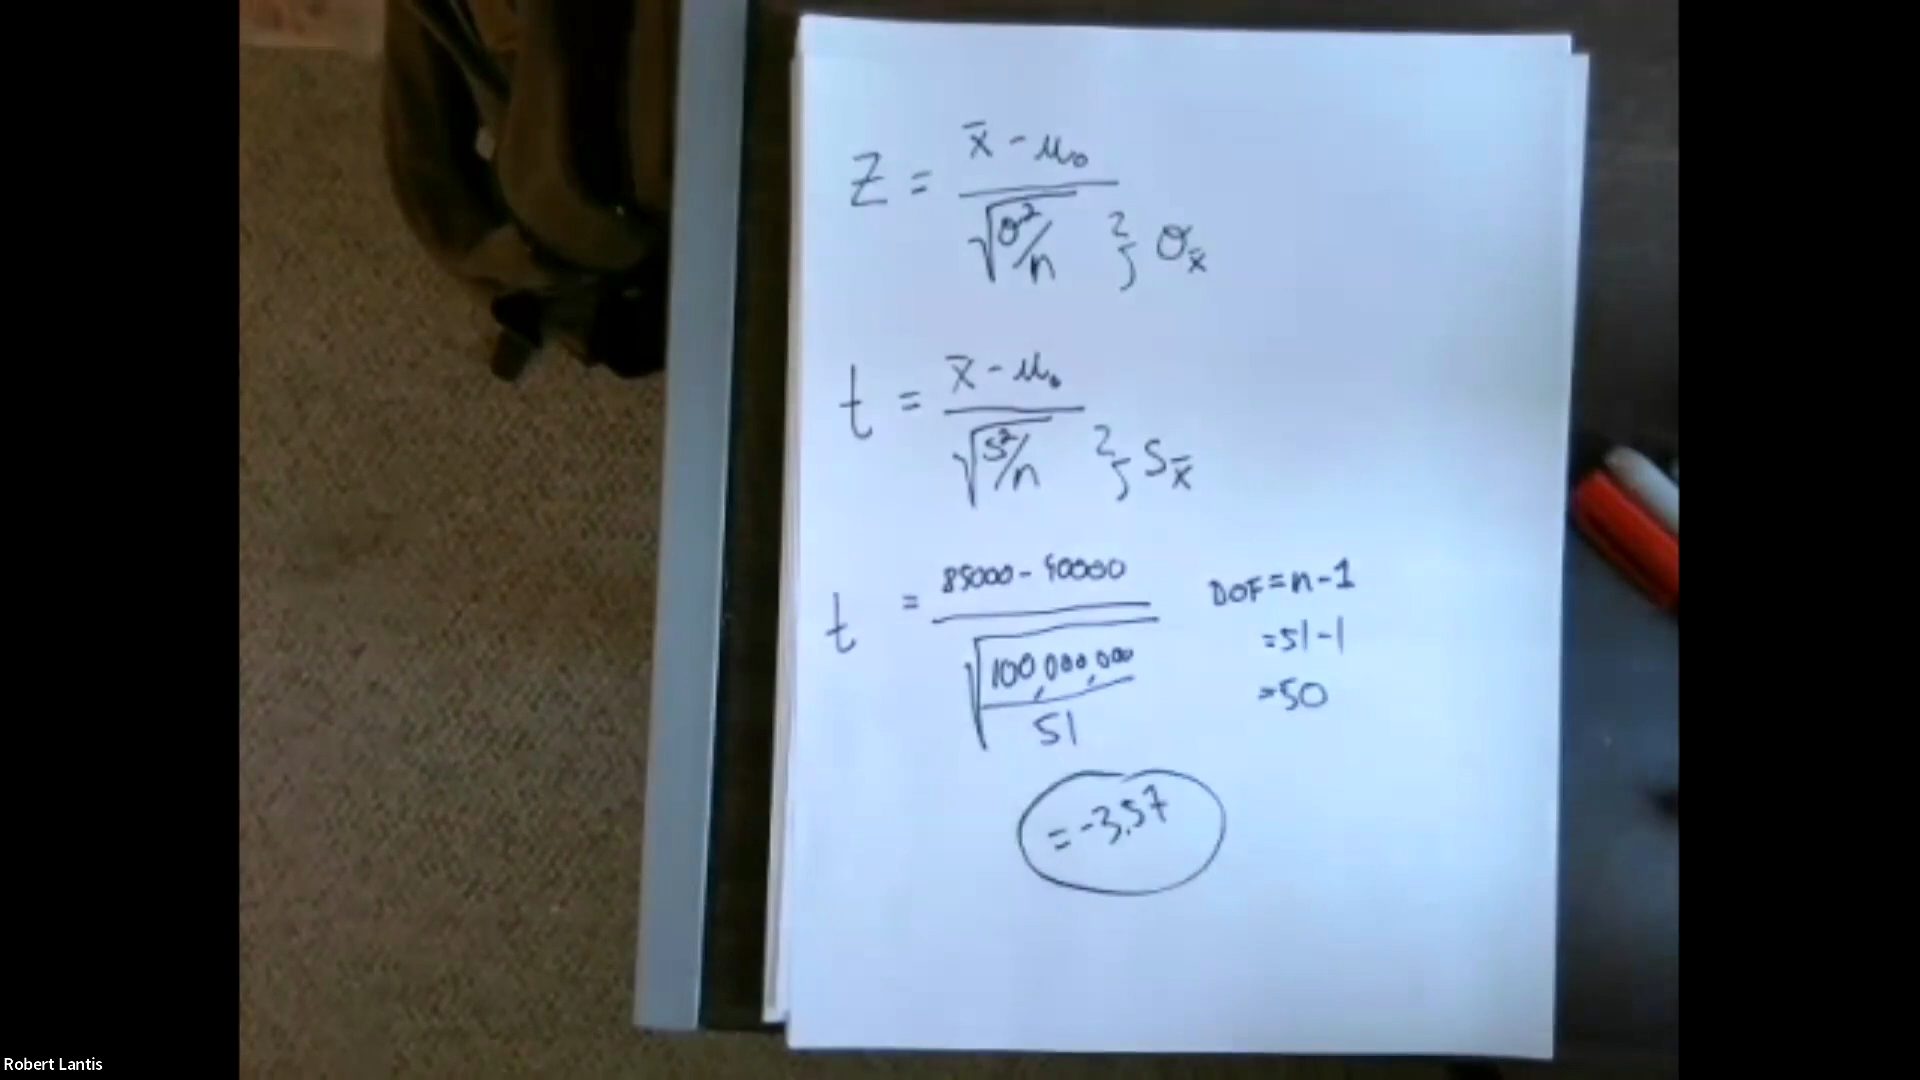 Z = x̄ - μ₀ / √σ²/n } σx̄
t = x̄ - μ₀ / √s²/n } sx̄
t = 85000 - 90000 / √100,000,000/51
DOF = n - 1
= 51 - 1
= 50
= -3.57
Robert Lantis